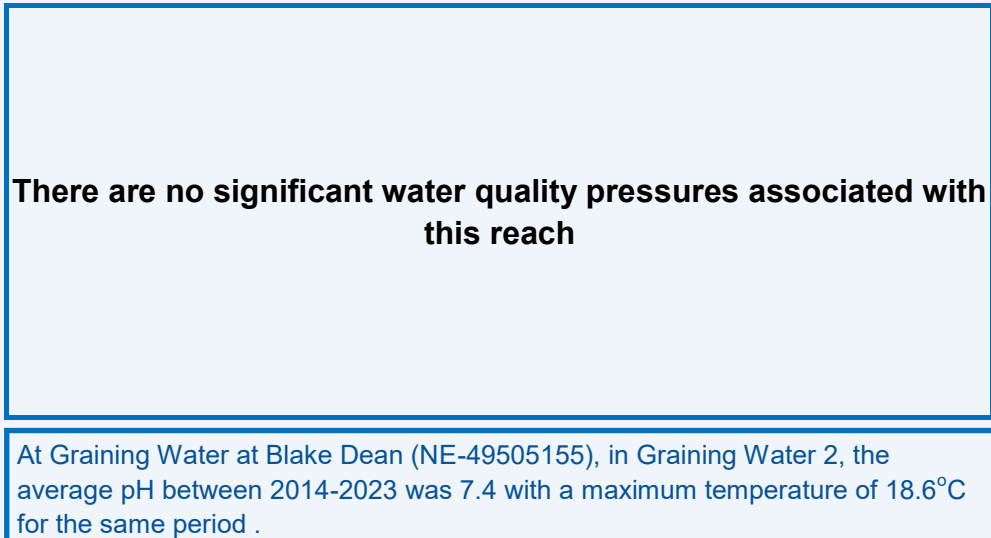 There are no significant water quality pressures associated with
this reach
At Graining Water at Blake Dean (NE-49505155), in Graining Water 2, the
average pH between 2014-2023 was 7.4 with a maximum temperature of 18.6°C
for the same period .